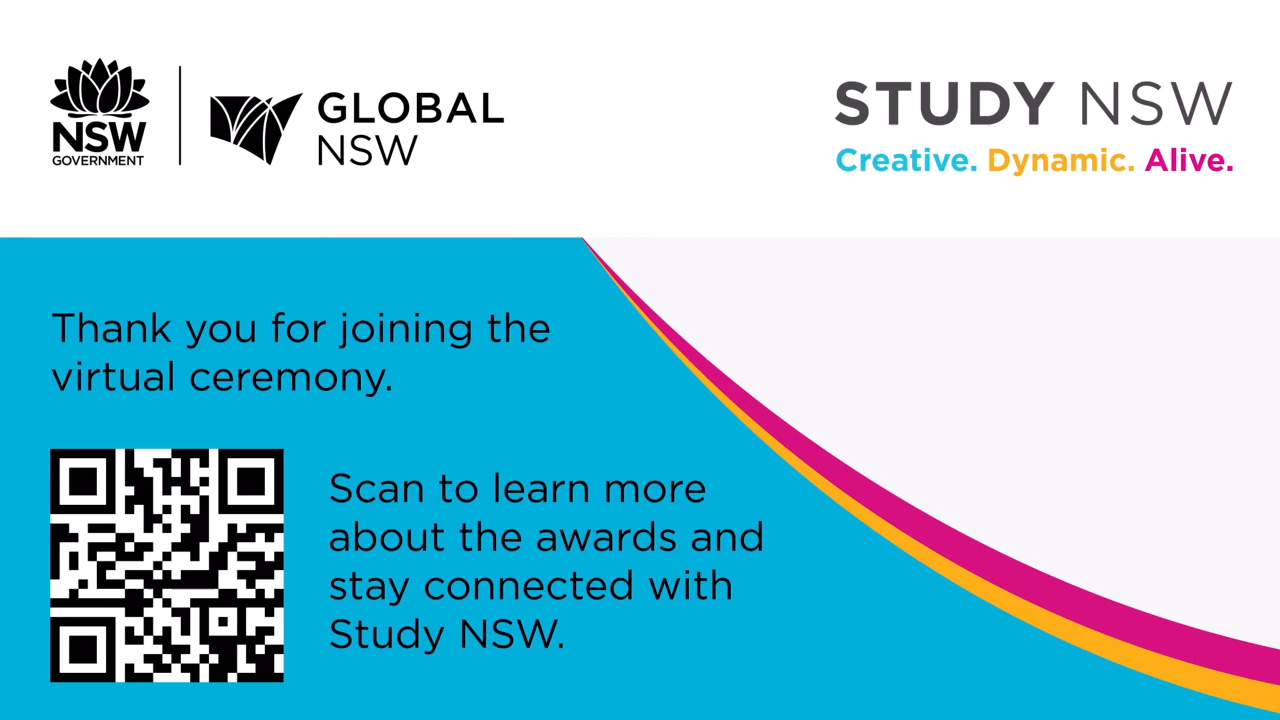 NSW
GOVERNMENT
GLOBAL
NSW
STUDY NSW
Creative. Dynamic. Alive.
Thank you for joining the
virtual ceremony.
Scan to learn more
about the awards and
stay connected with
Study NSW.